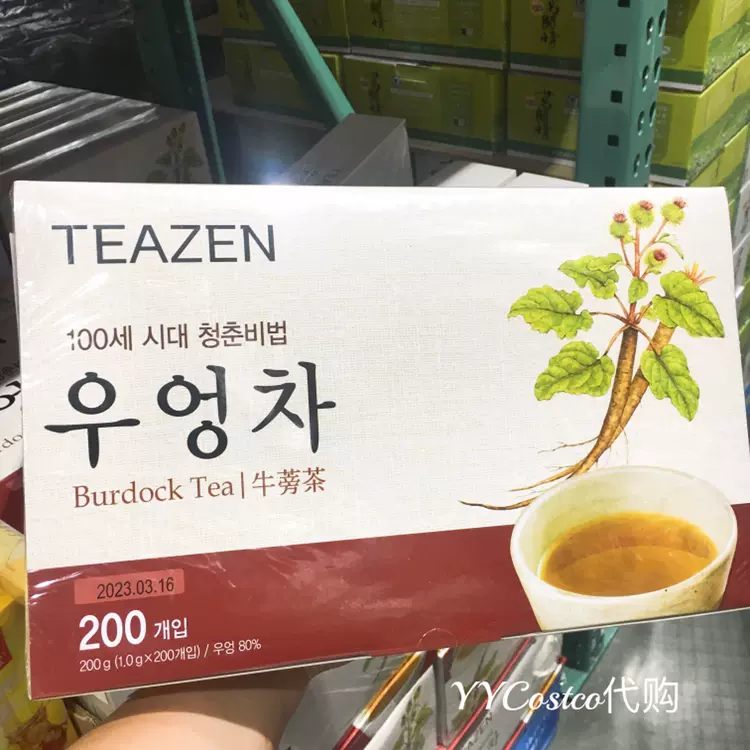 TEAZEN
100세 시대 청춘비법
우엉차
Burdock Tea|牛蒡茶
2023.03.16
200 개입
200g (1.0g×200개입) / 우엉 80%
YYCostco代购